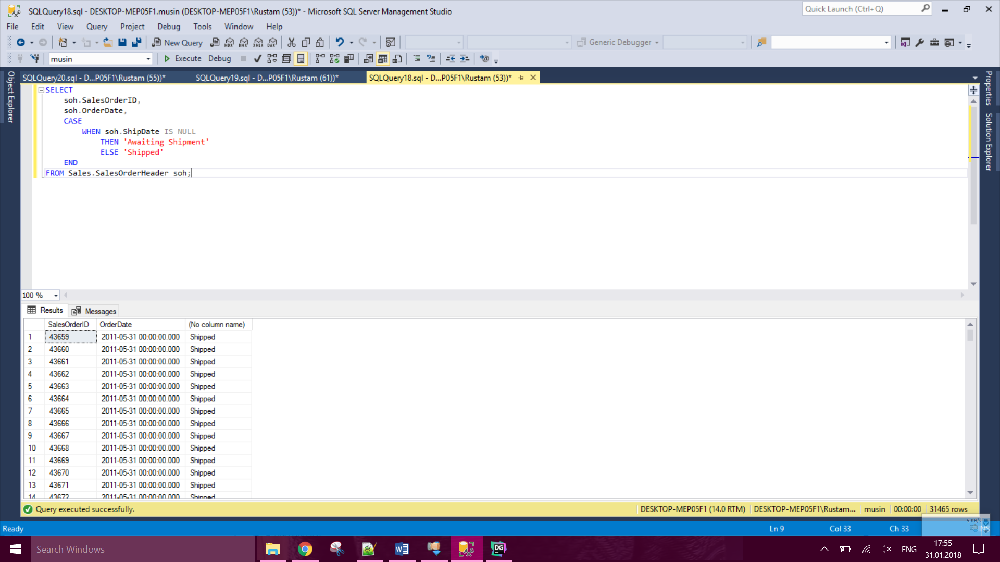 SQLQuery18.sql - DESKTOP-MEP05F1.musin (DESKTOP-MEP05F1\Rustam (53))* - Microsoft SQL Server Management Studio
Quick Launch (Ctrl+Q)
File Edit View Query Project Debug Tools Window Help
New Query
MDX
DMX
XMLA
DAX
Generic Debugger
musin
Execute Debug
SQLQuery20.sql - D...P05F1\Rustam (55))*
SQLQuery19.sql - D...P05F1\Rustam (61))*
SQLQuery18.sql - D...P05F1\Rustam (53))*
Object Explorer
Properties
Solution Explorer
SELECT
soh.SalesOrderID,
soh.OrderDate,
CASE
WHEN soh.ShipDate IS NULL
THEN 'Awaiting Shipment'
ELSE 'Shipped'
END
FROM Sales.SalesOrderHeader soh;
100 %
Results Messages
SalesOrderID OrderDate (No column name)
1 43659 2011-05-31 00:00:00.000 Shipped
2 43660 2011-05-31 00:00:00.000 Shipped
3 43661 2011-05-31 00:00:00.000 Shipped
4 43662 2011-05-31 00:00:00.000 Shipped
5 43663 2011-05-31 00:00:00.000 Shipped
6 43664 2011-05-31 00:00:00.000 Shipped
7 43665 2011-05-31 00:00:00.000 Shipped
8 43666 2011-05-31 00:00:00.000 Shipped
9 43667 2011-05-31 00:00:00.000 Shipped
10 43668 2011-05-31 00:00:00.000 Shipped
11 43669 2011-05-31 00:00:00.000 Shipped
12 43670 2011-05-31 00:00:00.000 Shipped
13 43671 2011-05-31 00:00:00.000 Shipped
14 43672 2011-05-31 00:00:00.000 Shipped
Query executed successfully.
DESKTOP-MEP05F1 (14.0 RTM) DESKTOP-MEP05F1\Rustam... musin 00:00:00 31465 rows
5 KB/s
Ready Ln 9 Col 33 Ch 33 INS
Search Windows
W
DG
ENG
17:55
31.01.2018